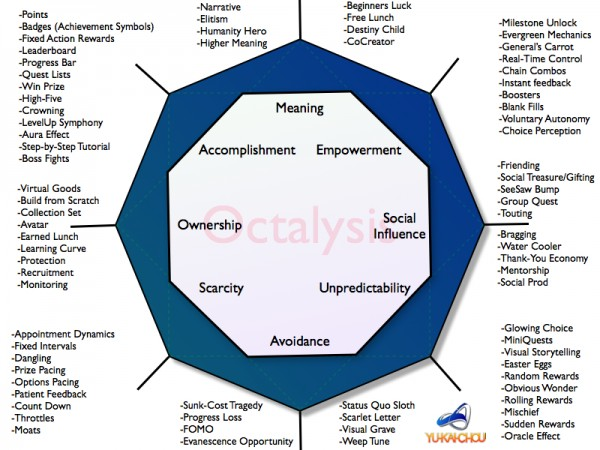 -Narrative
-Elitism
-Humanity Hero
-Higher Meaning
-Beginners Luck
-Free Lunch
-Destiny Child
-CoCreator
-Points
-Badges (Achievement Symbols)
-Fixed Action Rewards
-Leaderboard
-Progress Bar
-Quest Lists
-Win Prize
-High-Five
-Crowning
-LevelUp Symphony
-Aura Effect
-Step-by-Step Tutorial
-Boss Fights
-Milestone Unlock
-Evergreen Mechanics
-General's Carrot
-Real-Time Control
-Chain Combos
-Instant feedback
-Boosters
-Blank Fills
-Voluntary Autonomy
-Choice Perception
Meaning
Accomplishment
Empowerment
Ownership
Octalysis
Social
Influence
Scarcity
Unpredictability
Avoidance
-Virtual Goods
-Build from Scratch
-Collection Set
-Avatar
-Earned Lunch
-Learning Curve
-Protection
-Recruitment
-Monitoring
-Friending
-Social Treasure/Gifting
-SeeSaw Bump
-Group Quest
-Touting
-Bragging
-Water Cooler
-Thank-You Economy
-Mentorship
-Social Prod
-Appointment Dynamics
-Fixed Intervals
-Dangling
-Prize Pacing
-Options Pacing
-Patient Feedback
-Count Down
-Throttles
-Moats
-Glowing Choice
-MiniQuests
-Visual Storytelling
-Easter Eggs
-Random Rewards
-Obvious Wonder
-Rolling Rewards
-Mischief
-Sudden Rewards
-Oracle Effect
-Sunk-Cost Tragedy
-Progress Loss
-FOMO
-Evanescence Opportunity
-Status Quo Sloth
-Scarlet Letter
-Visual Grave
-Weep Tune
YUKAICHOU